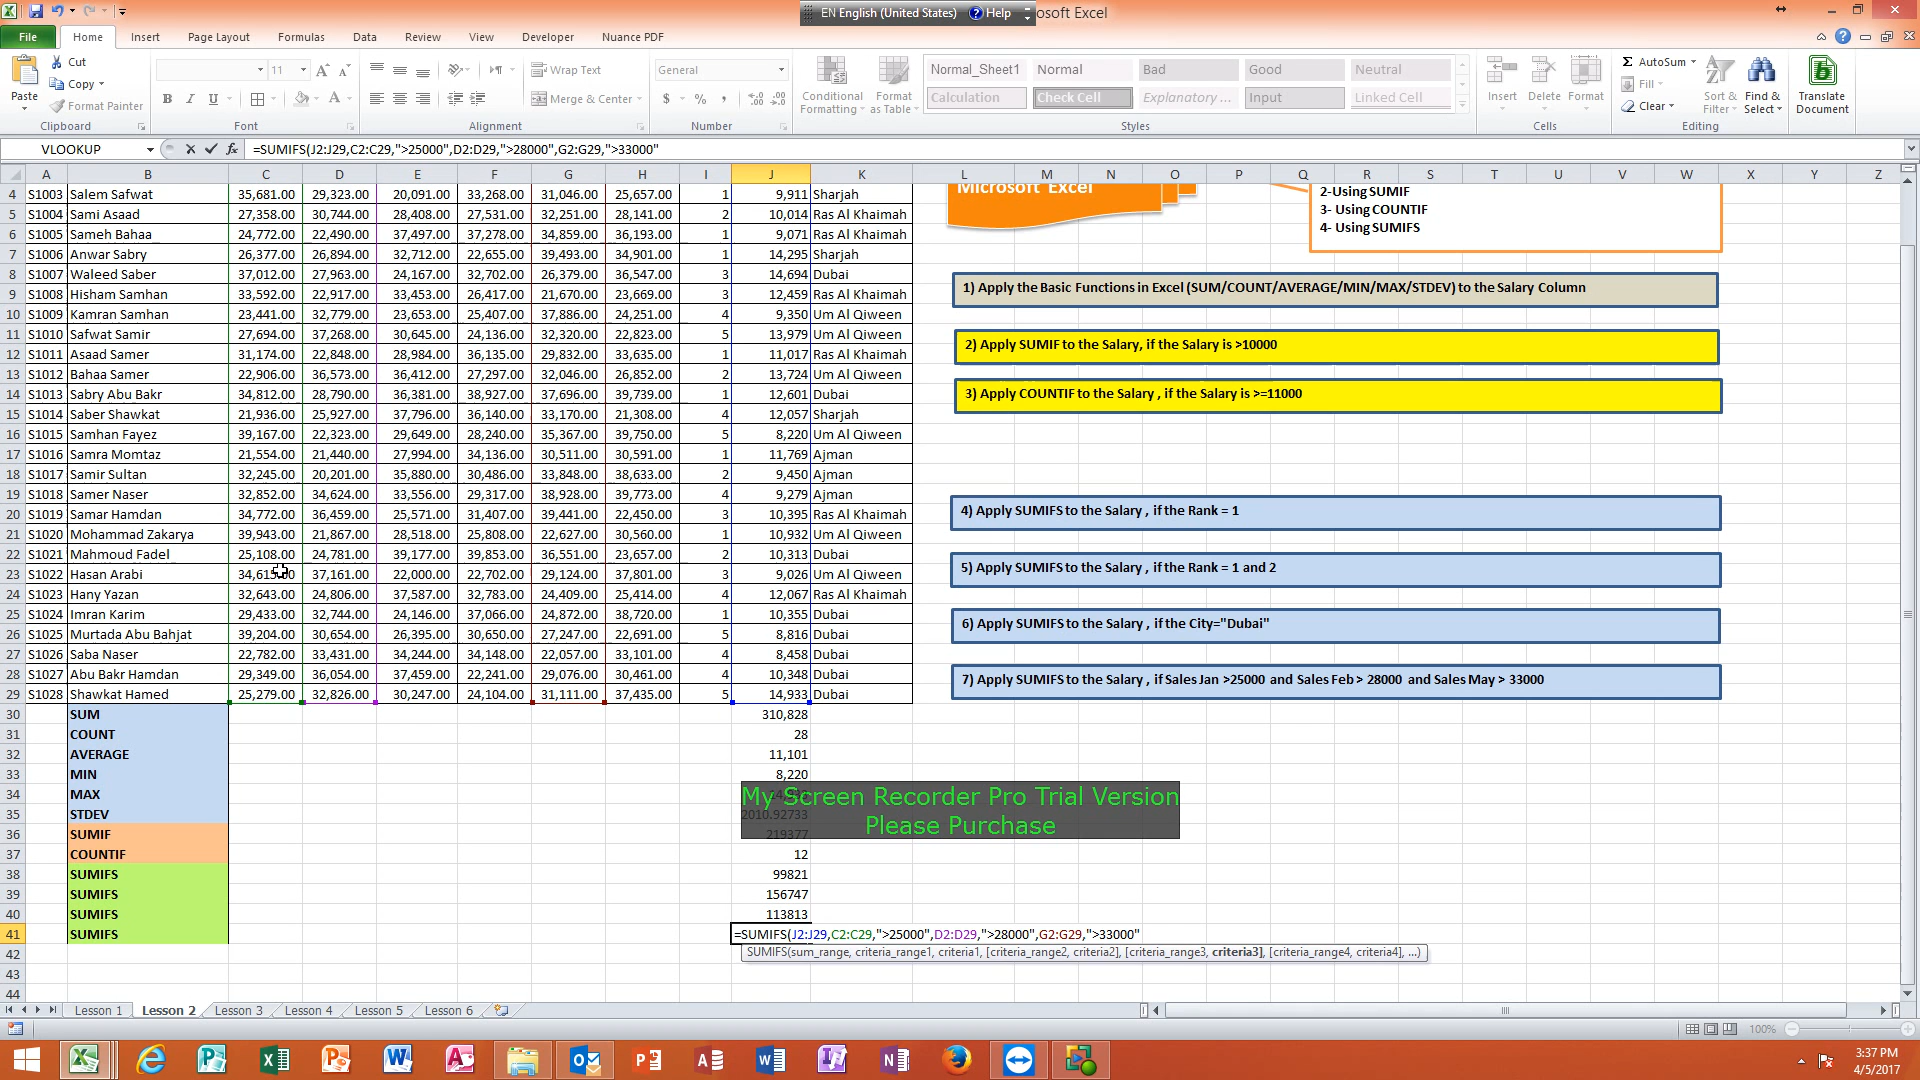 EN English (United States) Help
osoft Excel
File Home Insert Page Layout Formulas Data Review View Developer Nuance PDF
Paste
Cut
Copy
Format Painter
Clipboard
11
B I U
Font
Wrap Text
Merge & Center
Alignment
General
$ % ,
Number
Conditional Formatting
Format as Table
Normal_Sheet1 Normal Bad Good Neutral
Calculation Check Cell Explanatory ... Input Linked Cell
Styles
Insert Delete Format
Cells
AutoSum
Fill
Clear
Sort & Filter
Find & Select
Editing
Translate Document
VLOOKUP =SUMIFS(J2:J29,C2:C29,">25000",D2:D29,">28000",G2:G29,">33000"
A B C D E F G H I J K L M N O P Q R S T U V W X Y Z
4 S1003 Salem Safwat 35,681.00 29,323.00 20,091.00 33,268.00 31,046.00 25,657.00 1 9,911 Sharjah
5 S1004 Sami Asaad 27,358.00 30,744.00 28,408.00 27,531.00 32,251.00 28,141.00 2 10,014 Ras Al Khaimah
6 S1005 Sameh Bahaa 24,772.00 22,490.00 37,497.00 37,278.00 34,859.00 36,193.00 1 9,071 Ras Al Khaimah
7 S1006 Anwar Sabry 26,377.00 26,894.00 32,712.00 22,655.00 39,493.00 34,901.00 1 14,295 Sharjah
8 S1007 Waleed Saber 37,012.00 27,963.00 24,167.00 32,702.00 26,379.00 36,547.00 3 14,694 Dubai
9 S1008 Hisham Samhan 33,592.00 22,917.00 33,453.00 26,417.00 21,670.00 23,669.00 3 12,459 Ras Al Khaimah
10 S1009 Kamran Samhan 23,441.00 32,779.00 23,653.00 25,407.00 37,886.00 24,251.00 4 9,350 Um Al Qiween
11 S1010 Safwat Samir 27,694.00 37,268.00 30,645.00 24,136.00 32,320.00 22,823.00 5 13,979 Um Al Qiween
12 S1011 Asaad Samer 31,174.00 22,848.00 28,984.00 36,135.00 29,832.00 33,635.00 1 11,017 Ras Al Khaimah
13 S1012 Bahaa Samer 22,906.00 36,573.00 36,412.00 27,297.00 32,046.00 26,852.00 2 13,724 Um Al Qiween
14 S1013 Sabry Abu Bakr 34,812.00 28,790.00 36,381.00 38,927.00 37,696.00 39,739.00 1 12,601 Dubai
15 S1014 Saber Shawkat 21,936.00 25,927.00 37,796.00 36,140.00 33,170.00 21,308.00 4 12,057 Sharjah
16 S1015 Samhan Fayez 39,167.00 22,323.00 29,649.00 28,240.00 35,367.00 39,750.00 5 8,220 Um Al Qiween
17 S1016 Samra Momtaz 21,554.00 21,440.00 27,994.00 34,136.00 30,511.00 30,591.00 1 11,769 Ajman
18 S1017 Samir Sultan 32,245.00 20,201.00 35,880.00 30,486.00 33,848.00 38,633.00 2 9,450 Ajman
19 S1018 Samer Naser 32,852.00 34,624.00 33,556.00 29,317.00 38,928.00 39,773.00 4 9,279 Ajman
20 S1019 Samar Hamdan 34,772.00 36,459.00 25,571.00 31,407.00 39,441.00 22,450.00 3 10,395 Ras Al Khaimah
21 S1020 Mohammad Zakarya 39,943.00 21,867.00 28,518.00 25,808.00 22,627.00 30,560.00 1 10,932 Um Al Qiween
22 S1021 Mahmoud Fadel 25,108.00 24,781.00 39,177.00 39,853.00 36,551.00 23,657.00 2 10,313 Dubai
23 S1022 Hasan Arabi 37,161.00 22,000.00 22,702.00 29,124.00 37,801.00 3 9,026 Um Al Qiween
24 S1023 Hany Yazan 32,643.00 24,806.00 37,587.00 32,783.00 24,409.00 25,414.00 4 12,067 Ras Al Khaimah
25 S1024 Imran Karim 29,433.00 32,744.00 24,146.00 37,066.00 24,872.00 38,720.00 1 10,355 Dubai
26 S1025 Murtada Abu Bahjat 39,204.00 30,654.00 26,395.00 30,650.00 27,247.00 22,691.00 5 8,816 Dubai
27 S1026 Saba Naser 22,782.00 33,431.00 34,244.00 34,148.00 22,057.00 33,101.00 4 8,458 Dubai
28 S1027 Abu Bakr Hamdan 29,349.00 36,054.00 37,459.00 22,241.00 29,076.00 30,461.00 4 10,348 Dubai
29 S1028 Shawkat Hamed 25,279.00 32,826.00 30,247.00 24,104.00 31,111.00 37,435.00 5 14,933 Dubai
30 SUM 310,828
31 COUNT 28
32 AVERAGE 11,101
33 MIN 8,220
34 MAX
35 STDEV 2010.92733
36 SUMIF 219377
37 COUNTIF 12
38 SUMIFS 99821
39 SUMIFS 156747
40 SUMIFS 113813
41 SUMIFS =SUMIFS(J2:J29,C2:C29,">25000",D2:D29,">28000",G2:G29,">33000"
SUMIFS(sum_range, criteria_range1, criteria1, [criteria_range2, criteria2], [criteria_range3, criteria3], [criteria_range4, criteria4], ...)
42
43
44
Microsoft Excel
2-Using SUMIF
3- Using COUNTIF
4- Using SUMIFS
1) Apply the Basic Functions in Excel (SUM/COUNT/AVERAGE/MIN/MAX/STDEV) to the Salary Column
2) Apply SUMIF to the Salary, if the Salary is >10000
3) Apply COUNTIF to the Salary , if the Salary is >=11000
4) Apply SUMIFS to the Salary , if the Rank = 1
5) Apply SUMIFS to the Salary , if the Rank = 1 and 2
6) Apply SUMIFS to the Salary , if the City="Dubai"
7) Apply SUMIFS to the Salary , if Sales Jan >25000 and Sales Feb > 28000 and Sales May > 33000
My Screen Recorder Pro Trial Version
Please Purchase
Lesson 1 Lesson 2 Lesson 3 Lesson 4 Lesson 5 Lesson 6
100%
3:37 PM
4/5/2017